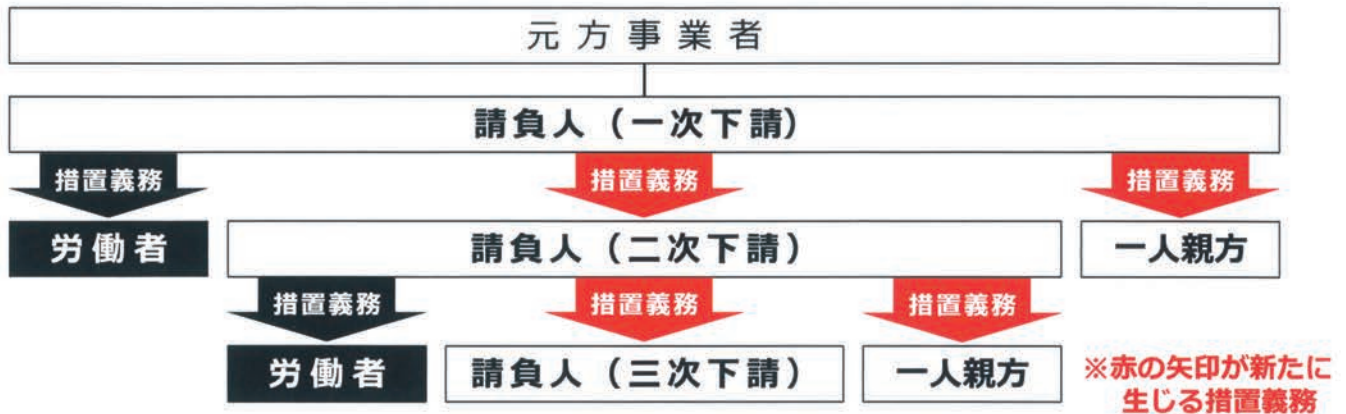 元方事業者
請負人（一次下請）
措置義務 措置義務 措置義務
労働者 請負人（二次下請） 一人親方
措置義務 措置義務 措置義務
労働者 請負人（三次下請） 一人親方
※赤の矢印が新たに
生じる措置義務